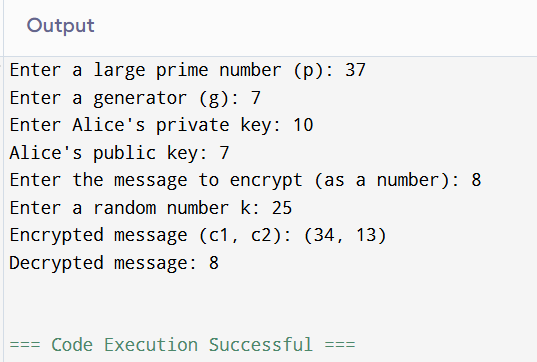 Output
Enter a large prime number (p): 37
Enter a generator (g): 7
Enter Alice's private key: 10
Alice's public key: 7
Enter the message to encrypt (as a number): 8
Enter a random number k: 25
Encrypted message (c1, c2): (34, 13)
Decrypted message: 8
=== Code Execution Successful ===